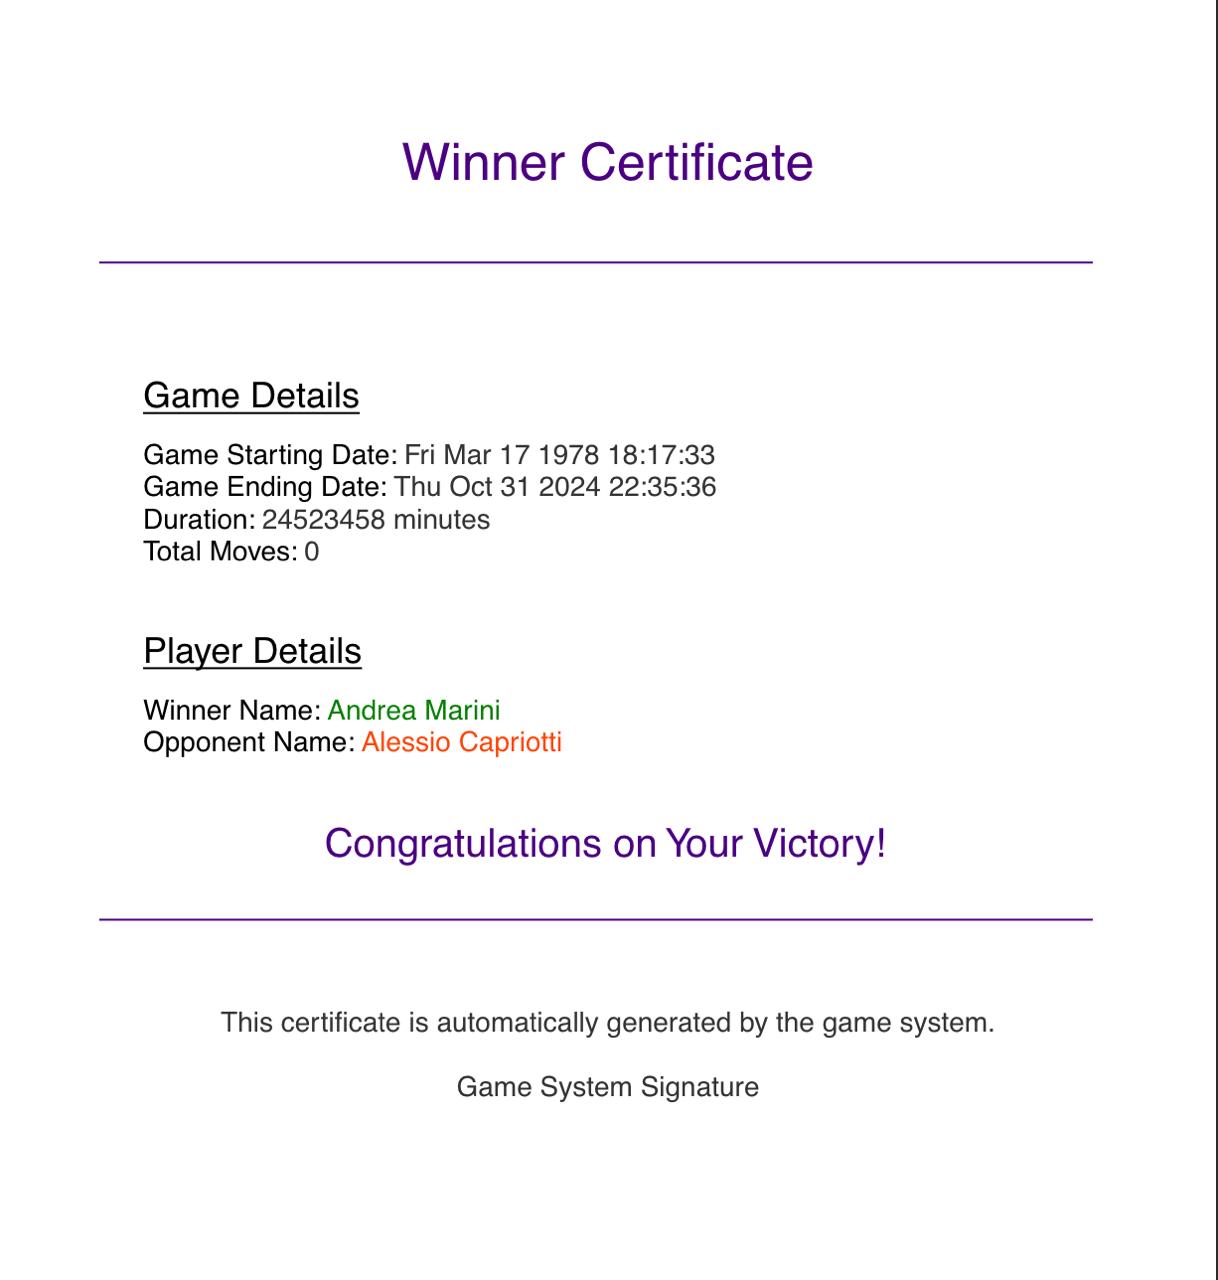 Winner Certificate
Game Details
Game Starting Date: Fri Mar 17 1978 18:17:33
Game Ending Date: Thu Oct 31 2024 22:35:36
Duration: 24523458 minutes
Total Moves: 0
Player Details
Winner Name: Andrea Marini
Opponent Name: Alessio Capriotti
Congratulations on Your Victory!
This certificate is automatically generated by the game system.
Game System Signature